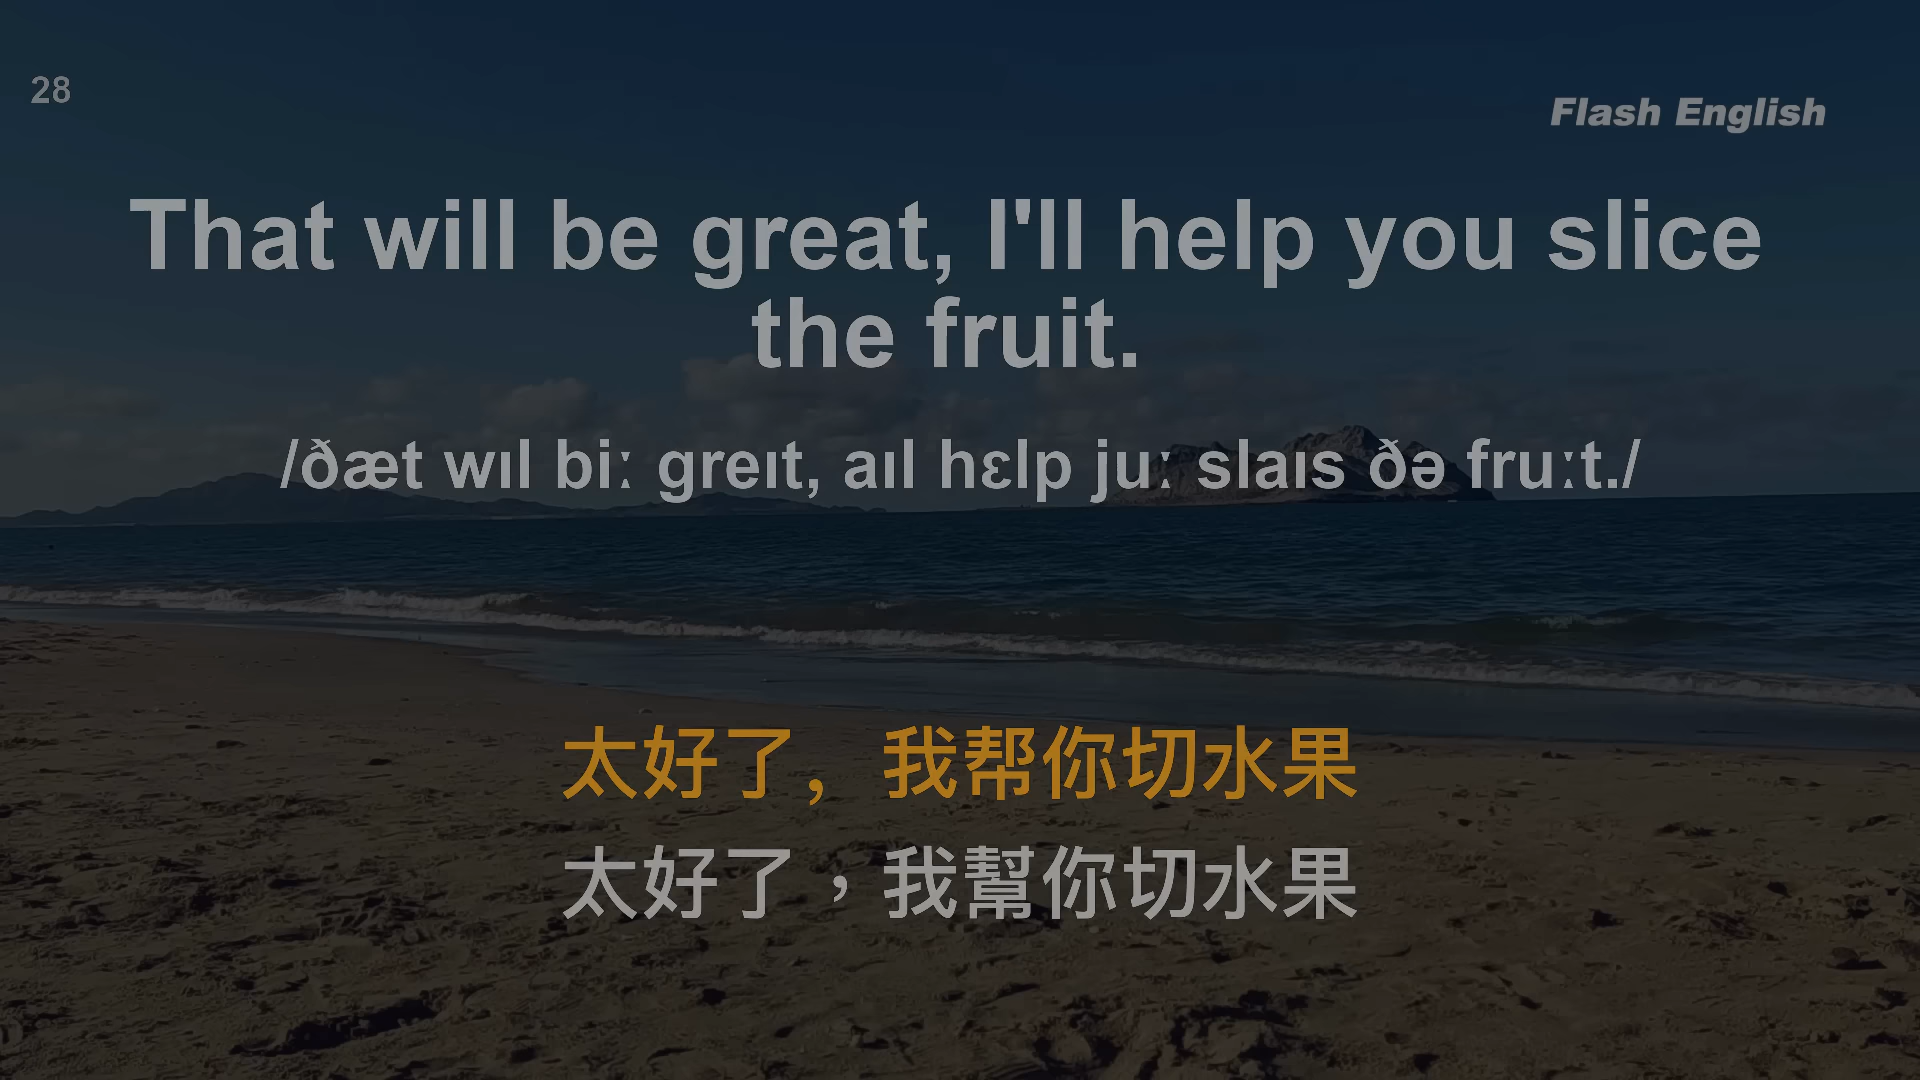 28
Flash English
That will be great, I'll help you slice
the fruit.
/ðæt wɪl biː greɪt, aɪl hɛlp juː slaɪs ðə fruːt./
太好了，我帮你切水果
太好了，我幫你切水果